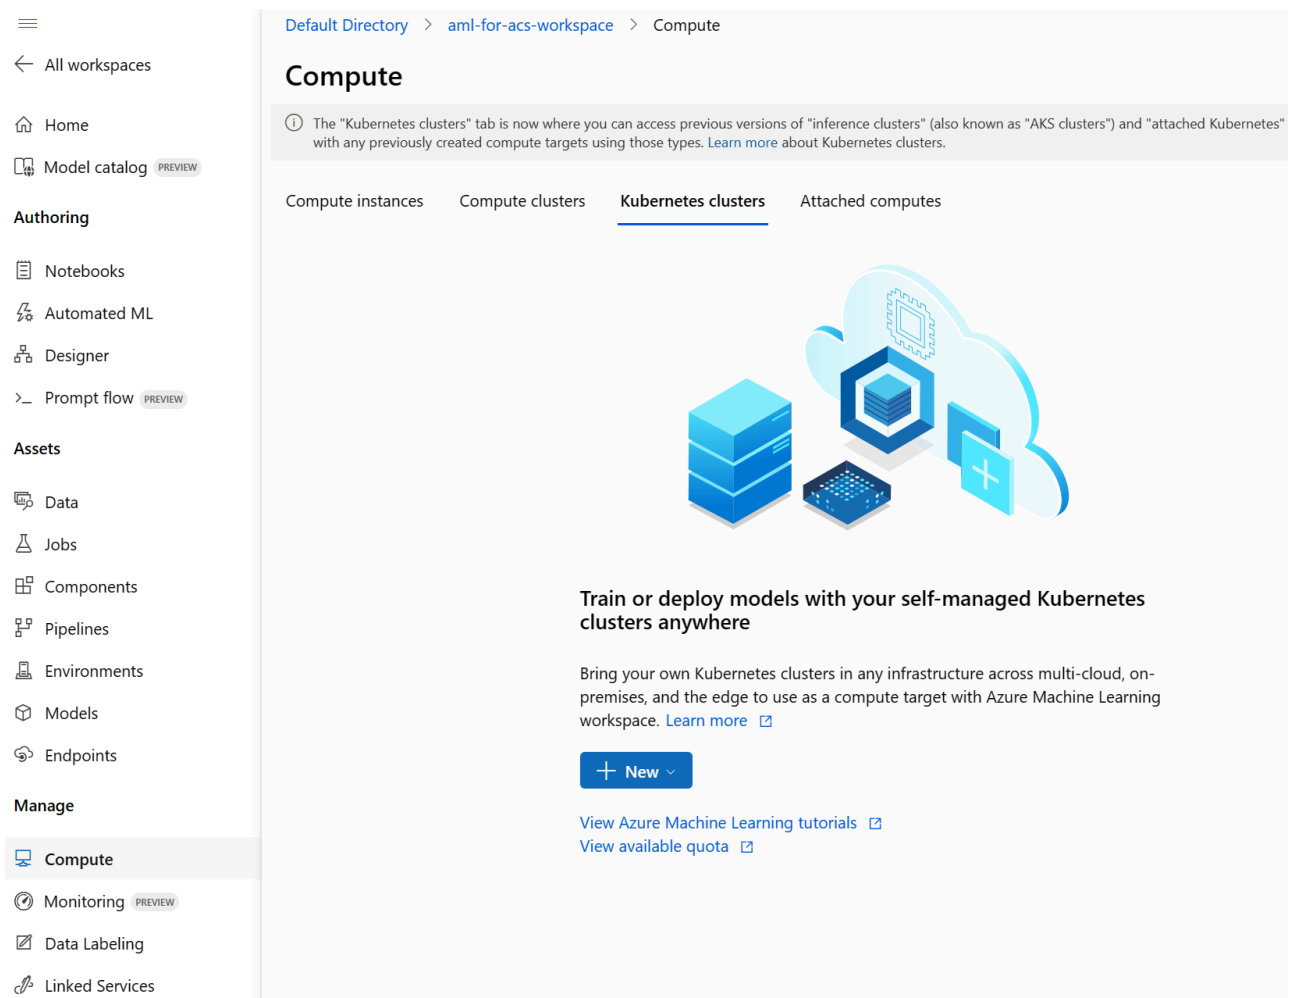 All workspaces
Home
Model catalog PREVIEW
Authoring
Notebooks
Automated ML
Designer
Prompt flow PREVIEW
Assets
Data
Jobs
Components
Pipelines
Environments
Models
Endpoints
Manage
Compute
Monitoring PREVIEW
Data Labeling
Linked Services
Default Directory > aml-for-acs-workspace > Compute
Compute
The "Kubernetes clusters" tab is now where you can access previous versions of "inference clusters" (also known as "AKS clusters") and "attached Kubernetes"
with any previously created compute targets using those types. Learn more about Kubernetes clusters.
Compute instances Compute clusters Kubernetes clusters Attached computes
Train or deploy models with your self-managed Kubernetes
clusters anywhere
Bring your own Kubernetes clusters in any infrastructure across multi-cloud, on-
premises, and the edge to use as a compute target with Azure Machine Learning
workspace. Learn more
New
View Azure Machine Learning tutorials
View available quota